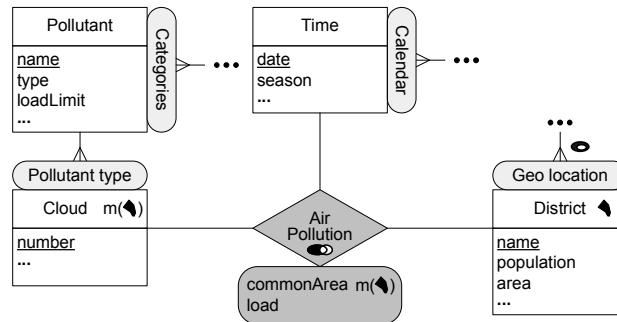 Pollutant
name
type
loadLimit
...
Categories
...
Time
date
season
...
Calendar
...
...
Pollutant type
Cloud m( )
number
...
Air
Pollution
commonArea m( )
load
Geo location
District
name
population
area
...